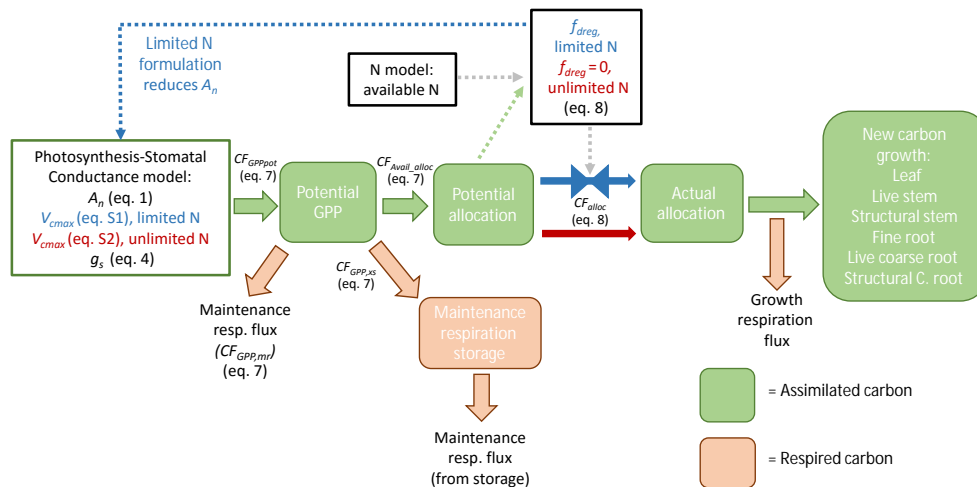 Limited N
formulation
reduces An
N model:
available N
fdreg,
limited N
fdreg = 0,
unlimited N
(eq. 8)
Photosynthesis-Stomatal
Conductance model:
An (eq. 1)
Vcmax (eq. S1), limited N
Vcmax (eq. S2), unlimited N
gs (eq. 4)
CFGPPpot
(eq. 7)
Potential
GPP
CFAvail_alloc
(eq. 7)
Potential
allocation
CFalloc
(eq. 8)
Actual
allocation
New carbon
growth:
Leaf
Live stem
Structural stem
Fine root
Live coarse root
Structural C. root
CFGPP,xs
(eq. 7)
Maintenance
resp. flux
(CFGPP,mr)
(eq. 7)
Maintenance
respiration
storage
Growth
respiration
flux
Maintenance
resp. flux
(from storage)
= Assimilated carbon
= Respired carbon